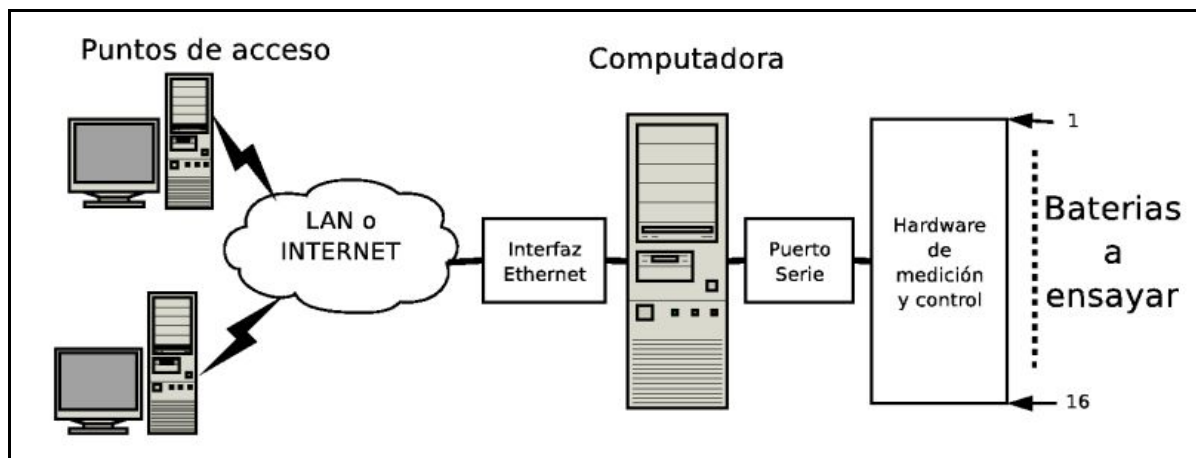 Puntos de acceso
Computadora
LAN o
INTERNET
Interfaz
Ethernet
Puerto
Serie
Hardware
de
medición
y control
1
Baterias
a
ensayar
16